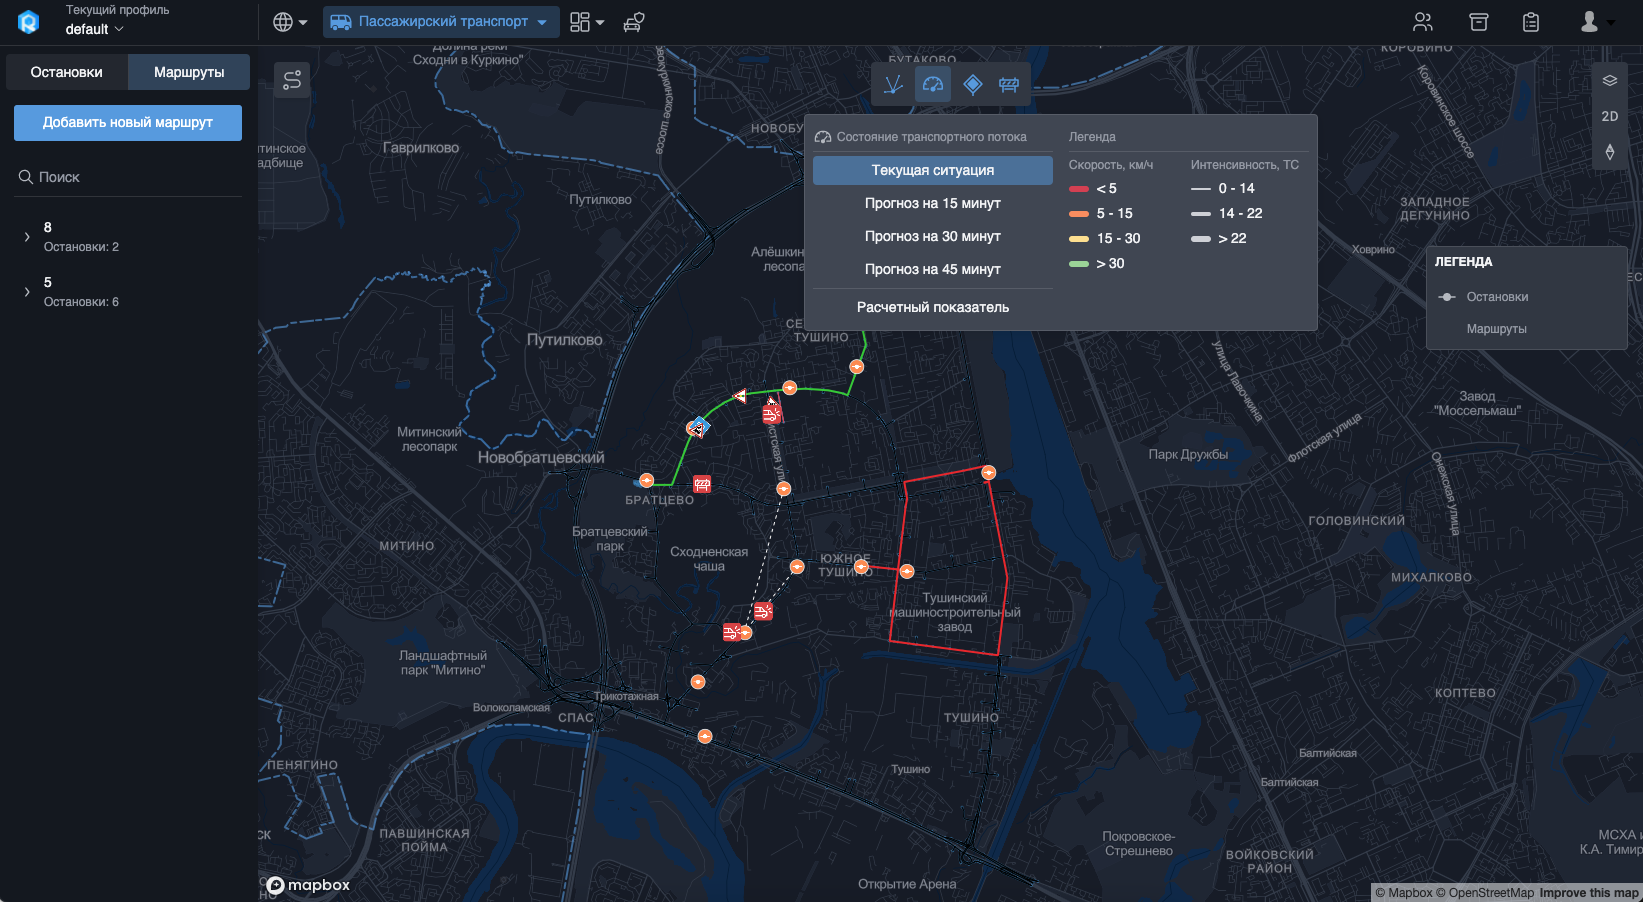 Текущий профиль
default
Пассажирский транспорт
Остановки
Маршруты
Добавить новый маршрут
Поиск
8
Остановки: 2
5
Остановки: 6
Состояние транспортного потока
Текущая ситуация
Прогноз на 15 минут
Прогноз на 30 минут
Прогноз на 45 минут
Расчетный показатель
Легенда
Скорость, км/ч
< 5
5 - 15
15 - 30
> 30
Интенсивность, ТС
0 - 14
14 - 22
> 22
2D
ЛЕГЕНДА
Остановки
Маршруты
Долина реки
Сходни в Куркино"
БУТАКОВО
КОРОВИНО
Коровинское шоссе
НОВОБУ
Гаврилково
тинское
адбище
Путилково
ЗАПАДНОЕ
ДЕГУНИНО
Ховрино
Алёшкин
лесопа
СЕ
ТУШИНО
Путилково
улица Лавочкина
Завод
"Моссельмаш"
Флотская улица
Митинский
лесопарк
Новобратцевский
Парк Дружбы
Онежская улица
БРАТЦЕВО
ГОЛОВИНСКИЙ
Братцевский
парк
МИТИНО
Сходненская
чаша
ЮЖНОЕ
ТУШИНО
МИХАЛКОВО
Тушинский
машиностроительный
завод
Ландшафтный
парк "Митино"
Трикотажная
Волоколамская
СПАС
КОПТЕВО
ТУШИНО
Балтийская
ПЕНЯГИНО
Тушино
Балтийская
СК
ПАВШИНСКАЯ
ПОЙМА
Покровское-
Стрешнево
ВОЙКОВСКИЙ
РАЙОН
МСХА и
К.А. Тимир
Открытие Арена
mapbox
© Mapbox © OpenStreetMap Improve this map